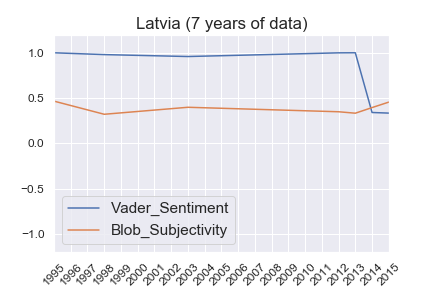 Latvia (7 years of data)
1.0
0.5
0.0
−0.5
−1.0
Vader_Sentiment
Blob_Subjectivity
1995 1996 1997 1998 1999 2000 2001 2002 2003 2004 2005 2006 2007 2008 2009 2010 2011 2012 2013 2014 2015